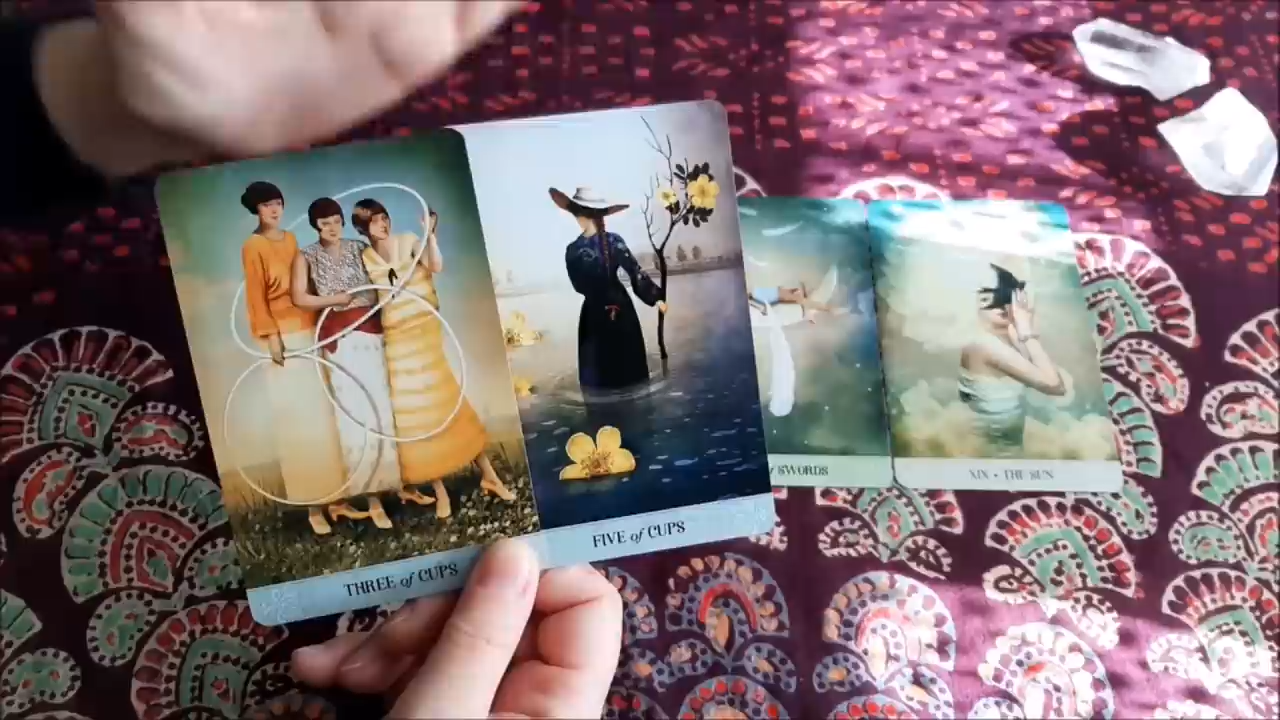 THREE of CUPS
FIVE of CUPS
SWORDS
XIX • THE SUN